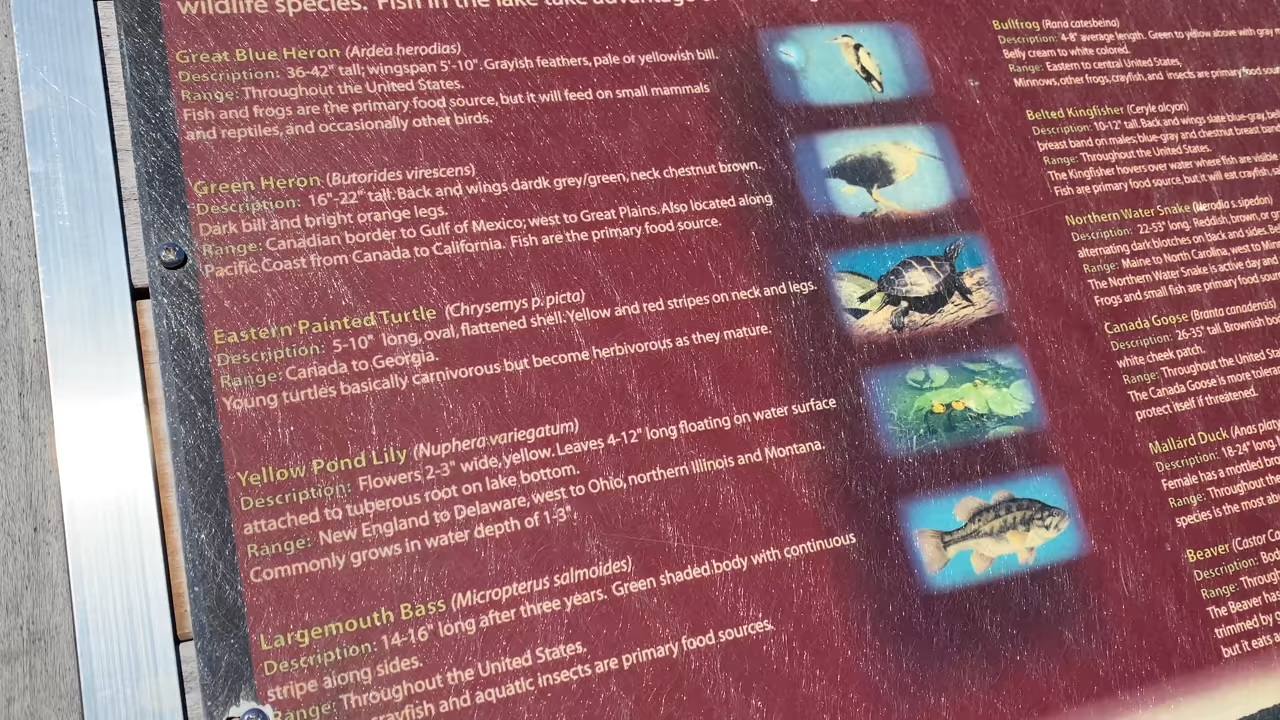 wildlife species. Fish in the lake take advantage
Great Blue Heron (Ardea herodias)
Description: 36-42" tall; wingspan 5'-10". Grayish feathers, pale or yellowish bill.
Range: Throughout the United States.
Fish and frogs are the primary food source, but it will feed on small mammals
and reptiles, and occasionally other birds.
Green Heron (Butorides virescens)
Description: 16"-22" tall. Back and wings dardk grey/green, neck chestnut brown.
Dark bill and bright orange legs.
Range: Canadian border to Gulf of Mexico; west to Great Plains. Also located along
Pacific Coast from Canada to California. Fish are the primary food source.
Eastern Painted Turtle (Chrysemys p. picta)
Description: 5-10" long, oval, flattened shell. Yellow and red stripes on neck and legs.
Range: Canada to Georgia.
Young turtles basically carnivorous but become herbivorous as they mature.
Yellow Pond Lily (Nuphera variegatum)
Description: Flowers 2-3" wide, yellow. Leaves 4-12" long floating on water surface
attached to tuberous root on lake bottom.
Range: New England to Delaware, west to Ohio, northern Illinois and Montana.
Commonly grows in water depth of 1-3".
Largemouth Bass (Micropterus salmoides)
Description: 14-16" long after three years. Green shaded body with continuous
stripe along sides.
Range: Throughout the United States.
crayfish and aquatic insects are primary food sources.
Bullfrog (Rana catesbeina)
Description: 4-8" average length. Green to yellow above with gray
Belly cream to white colored.
Range: Eastern to central United States,
Minnows, other frogs, crayfish, and insects are primary food
Belted Kingfisher (Ceryle alcyon)
Description: 10-12" tall. Back and wings slate blue-gray,
breast band on males; blue-gray and chestnut breast
Range: Throughout the United States.
The Kingfisher hovers over water where fish are visible.
Fish are primary food source, but it will eat crayfish,
Northern Water Snake (Nerodia s. sipedon)
Description: 22-53" long. Reddish, brown, or
alternating dark blotches on back and sides.
Range: Maine to North Carolina, west to
The Northern Water Snake is active day and
Frogs and small fish are primary food
Canada Goose (Branta canadensis)
Description: 26-35" tall. Brownish
white cheek patch.
Range: Throughout the United
The Canada Goose is more
protect itself if threatened.
Mallard Duck (Anas
Description: 18-24" long
Female has a mottled
Range: Throughout the
species is the most
Beaver (Castor
Description:
Range:
The Beaver has
trimmed by
but it eats